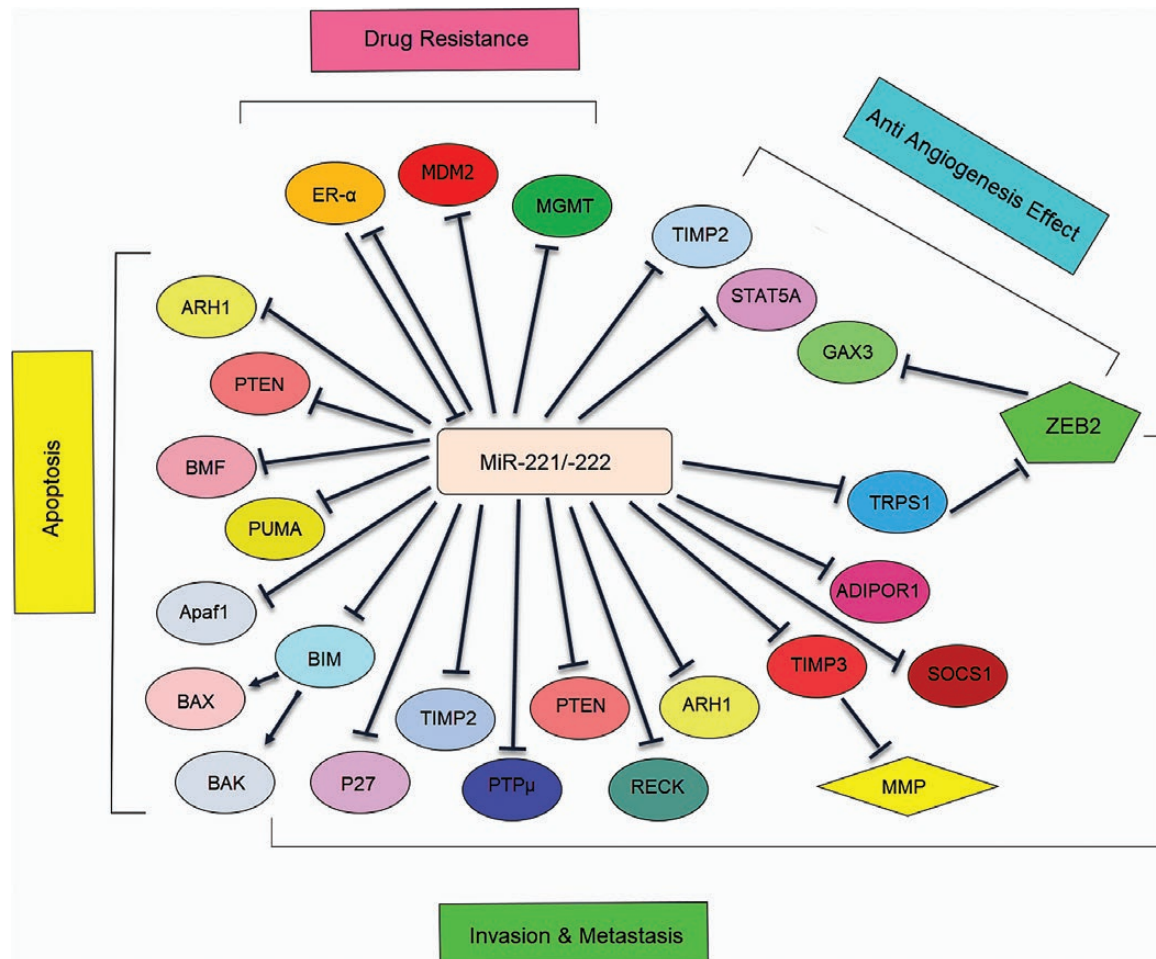 Drug Resistance
Anti Angiogenesis Effect
ER-α
MDM2
MGMT
TIMP2
STAT5A
GAX3
ZEB2
ARH1
PTEN
BMF
PUMA
Apaf1
BIM
BAX
BAK
Apoptosis
MiR-221/-222
TRPS1
ADIPOR1
SOCS1
TIMP3
MMP
ARH1
PTEN
RECK
TIMP2
PTPμ
P27
Invasion & Metastasis